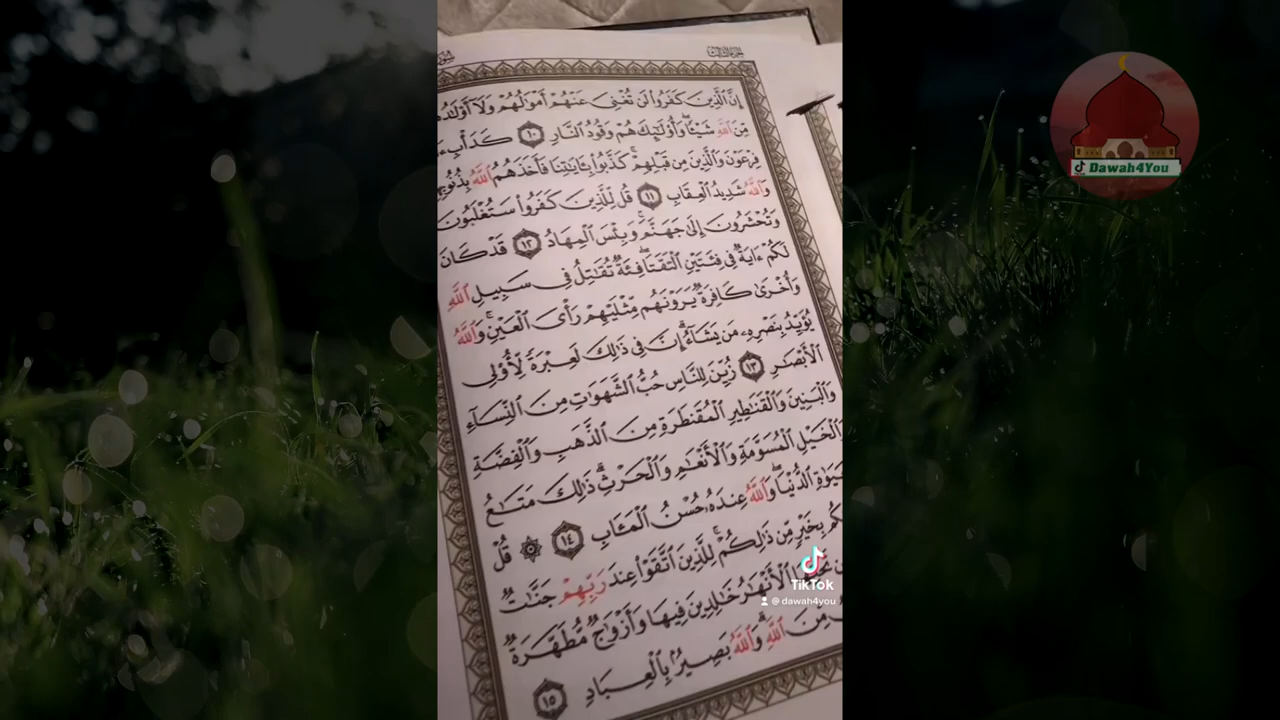 إِنَّ ٱلَّذِينَ كَفَرُوا۟ لَن تُغْنِىَ عَنْهُمْ أَمْوَٰلُهُمْ وَلَآ أَوْلَٰدُهُم
مِّنَ ٱللَّهِ شَيْـًٔا ۖ وَأُو۟لَٰٓئِكَ هُمْ وَقُودُ ٱلنَّارِ ١٠ كَدَأْبِ ءَا
فِرْعَوْنَ وَٱلَّذِينَ مِن قَبْلِهِمْ ۚ كَذَّبُوا۟ بِـَٔايَٰتِنَا فَأَخَذَهُمُ ٱللَّهُ بِذُنُوبِ
وَٱللَّهُ شَدِيدُ ٱلْعِقَابِ ١١ قُل لِّلَّذِينَ كَفَرُوا۟ سَتُغْلَبُونَ
وَتُحْشَرُونَ إِلَىٰ جَهَنَّمَ ۚ وَبِئْسَ ٱلْمِهَادُ ١٢ قَدْ كَانَ
لَكُمْ ءَايَةٌ فِى فِئَتَيْنِ ٱلْتَقَتَا ۖ فِئَةٌ تُقَٰتِلُ فِى سَبِيلِ ٱللَّهِ
وَأُخْرَىٰ كَافِرَةٌ يَرَوْنَهُم مِّثْلَيْهِمْ رَأْىَ ٱلْعَيْنِ ۚ وَٱللَّهُ
يُؤَيِّدُ بِنَصْرِهِۦ مَن يَشَآءُ ۗ إِنَّ فِى ذَٰلِكَ لَعِبْرَةً لِّأُو۟لِى
ٱلْأَبْصَٰرِ ١٣ زُيِّنَ لِلنَّاسِ حُبُّ ٱلشَّهَوَٰتِ مِنَ ٱلنِّسَآءِ
وَٱلْبَنِينَ وَٱلْقَنَٰطِيرِ ٱلْمُقَنطَرَةِ مِنَ ٱلذَّهَبِ وَٱلْفِضَّةِ
وَٱلْخَيْلِ ٱلْمُسَوَّمَةِ وَٱلْأَنْعَٰمِ وَٱلْحَرْثِ ۗ ذَٰلِكَ مَتَٰعُ
ٱلدُّنْيَا ۖ وَٱللَّهُ عِندَهُۥ حُسْنُ ٱلْمَـَٔابِ ١٤ قُلْ
بِخَيْرٍ مِّن ذَٰلِكُمْ ۚ لِلَّذِينَ ٱتَّقَوْا۟ عِندَ رَبِّهِمْ جَنَّٰتٌ
ٱلْأَنْهَٰرُ خَٰلِدِينَ فِيهَا وَأَزْوَٰجٌ مُّطَهَّرَةٌ
مِّنَ ٱللَّهِ ۗ وَٱللَّهُ بَصِيرٌۢ بِٱلْعِبَادِ ١٥
Dawah4You
TikTok
@ dawah4you